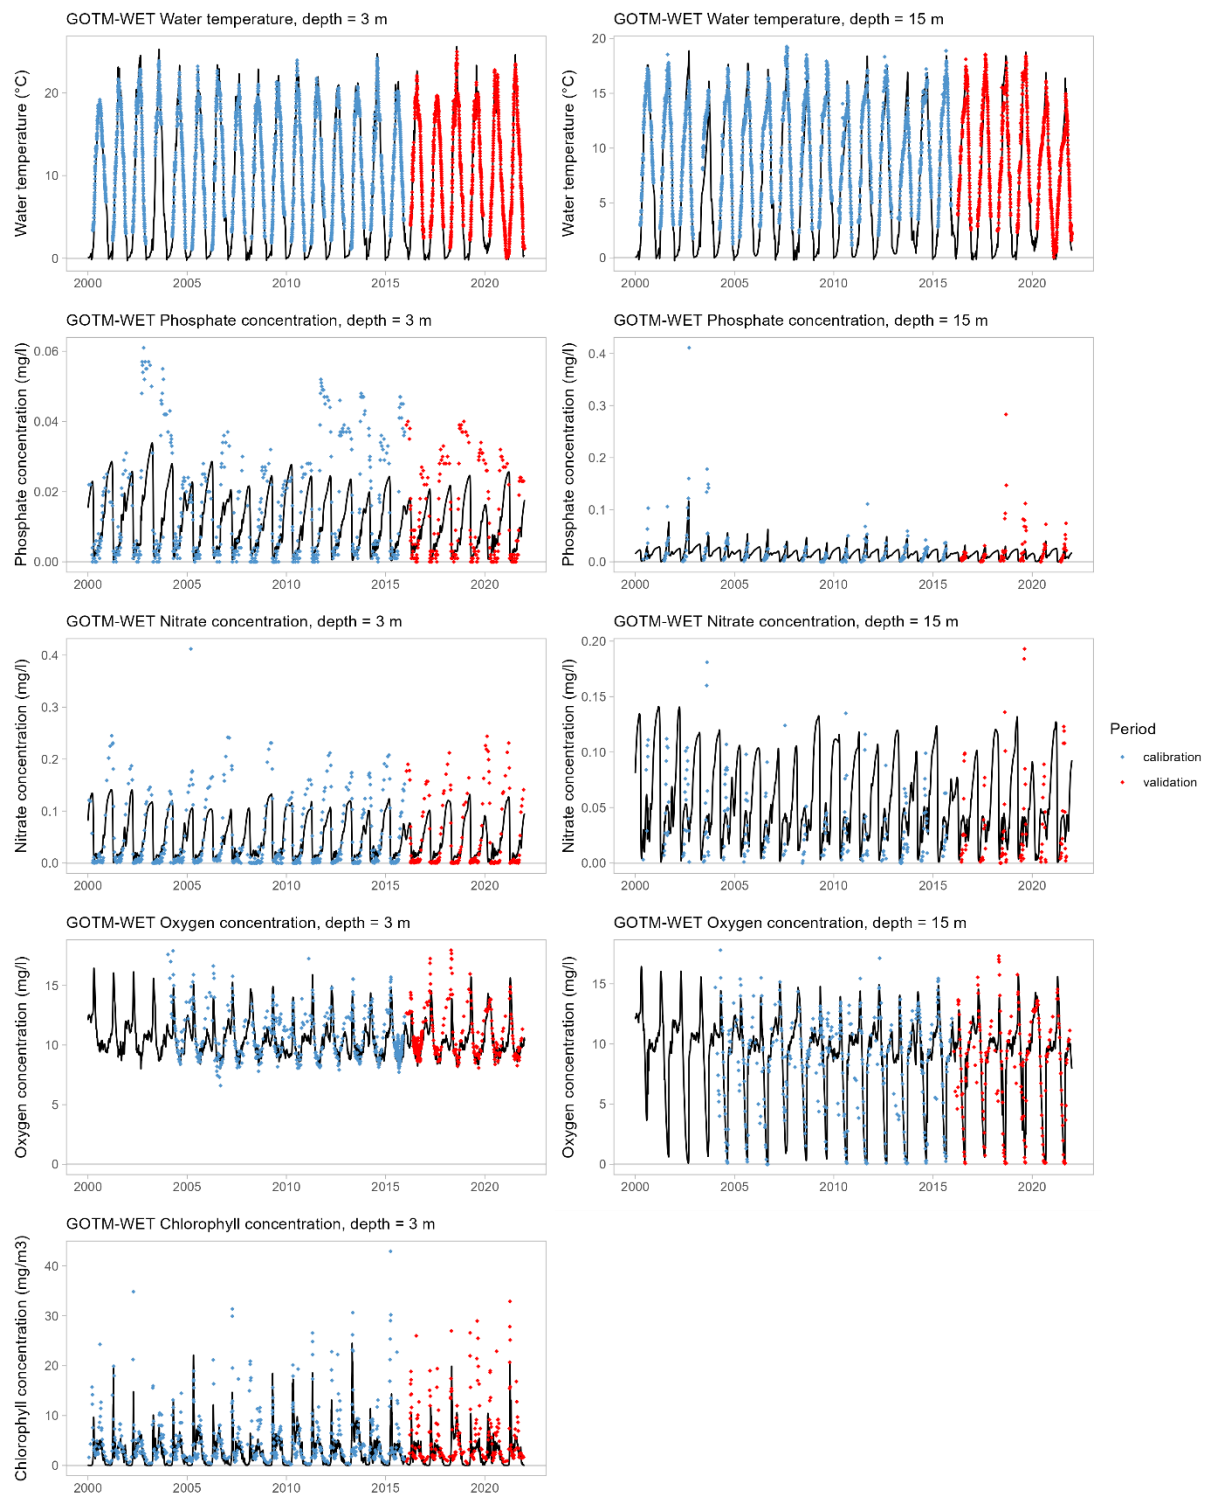 GOTM-WET Water temperature, depth = 3 m
Water temperature (°C)
20
10
0
2000 2005 2010 2015 2020
GOTM-WET Water temperature, depth = 15 m
Water temperature (°C)
20
15
10
5
0
2000 2005 2010 2015 2020
GOTM-WET Phosphate concentration, depth = 3 m
Phosphate concentration (mg/l)
0.06
0.04
0.02
0.00
2000 2005 2010 2015 2020
GOTM-WET Phosphate concentration, depth = 15 m
Phosphate concentration (mg/l)
0.4
0.3
0.2
0.1
0.0
2000 2005 2010 2015 2020
GOTM-WET Nitrate concentration, depth = 3 m
Nitrate concentration (mg/l)
0.4
0.3
0.2
0.1
0.0
2000 2005 2010 2015 2020
GOTM-WET Nitrate concentration, depth = 15 m
Nitrate concentration (mg/l)
0.20
0.15
0.10
0.05
0.00
2000 2005 2010 2015 2020
Period
calibration
validation
GOTM-WET Oxygen concentration, depth = 3 m
Oxygen concentration (mg/l)
15
10
5
0
2000 2005 2010 2015 2020
GOTM-WET Oxygen concentration, depth = 15 m
Oxygen concentration (mg/l)
15
10
5
0
2000 2005 2010 2015 2020
GOTM-WET Chlorophyll concentration, depth = 3 m
Chlorophyll concentration (mg/m3)
40
30
20
10
0
2000 2005 2010 2015 2020